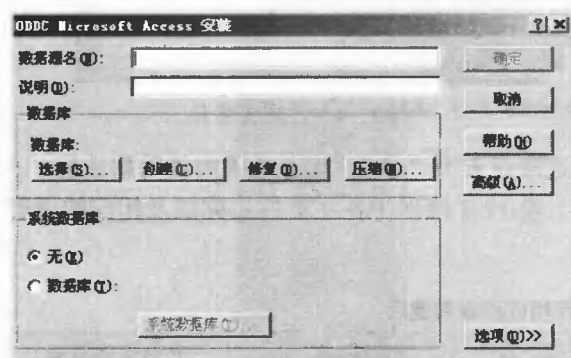 ODDC Microsoft Access 安装
数据源名(N):
确定
说明(D):
取消
数据库
数据库:
帮助(H)
选择(S)... 创建(C)... 修复(R)... 压缩(M)...
高级(A)...
系统数据库
无(E)
数据库(T):
系统数据库(Y)...
选项(O)>>